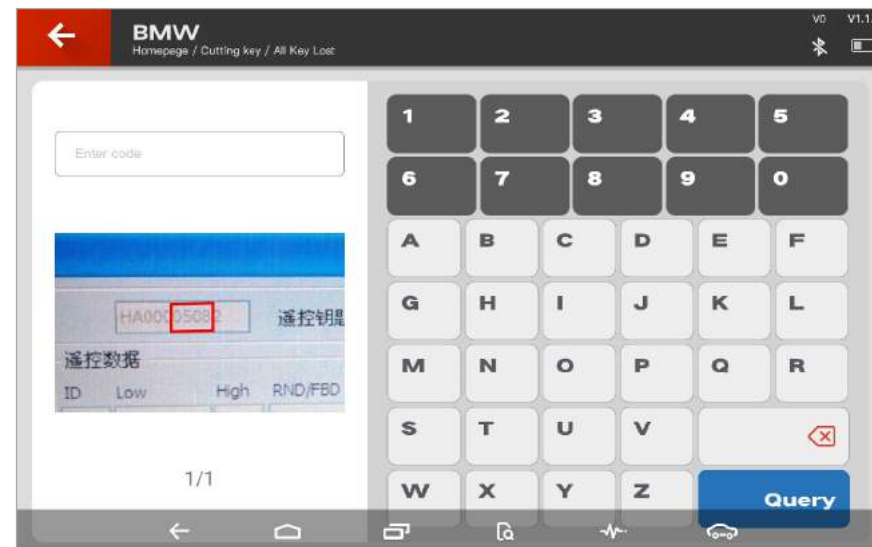 V0 V1.1.
BMW
Homepege / Cutting key / All Key Lost
Enter code
HA00005082 遥控钥匙
遥控数据
ID Low High RND/FBD
1/1
1 2 3 4 5
6 7 8 9 0
A B C D E F
G H I J K L
M N O P Q R
S T U V
W X Y Z Query